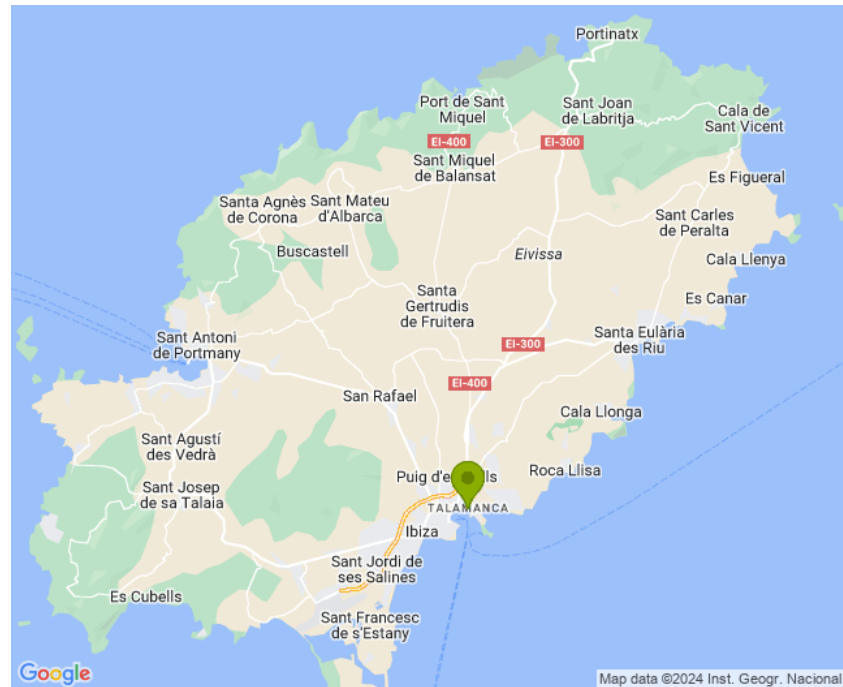 Portinatx
Port de Sant
Miquel
Sant Joan
de Labritja
Cala de
Sant Vicent
EI-400
EI-300
Sant Miquel
de Balansat
Es Figueral
Santa Agnès
de Corona
Sant Mateu
d'Albarca
Sant Carles
de Peralta
Buscastell
Eivissa
Cala Llenya
Santa
Gertrudis
de Fruitera
Es Canar
Sant Antoni
de Portmany
Santa Eulària
des Riu
EI-300
EI-400
San Rafael
Cala Llonga
Sant Agustí
des Vedrà
Puig d'e
lls
Roca Llisa
Sant Josep
de sa Talaia
TALAMANCA
Ibiza
Sant Jordi de
ses Salines
Es Cubells
Sant Francesc
de s'Estany
Google
Map data ©2024 Inst. Geogr. Nacional